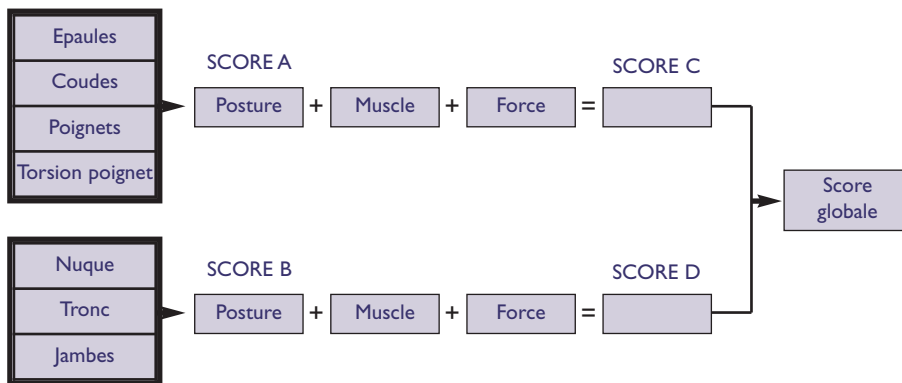 Epaules
Coudes
Poignets
Torsion poignet
SCORE A
Posture + Muscle + Force =
SCORE C
Nuque
Tronc
Jambes
SCORE B
Posture + Muscle + Force =
SCORE D
Score
globale